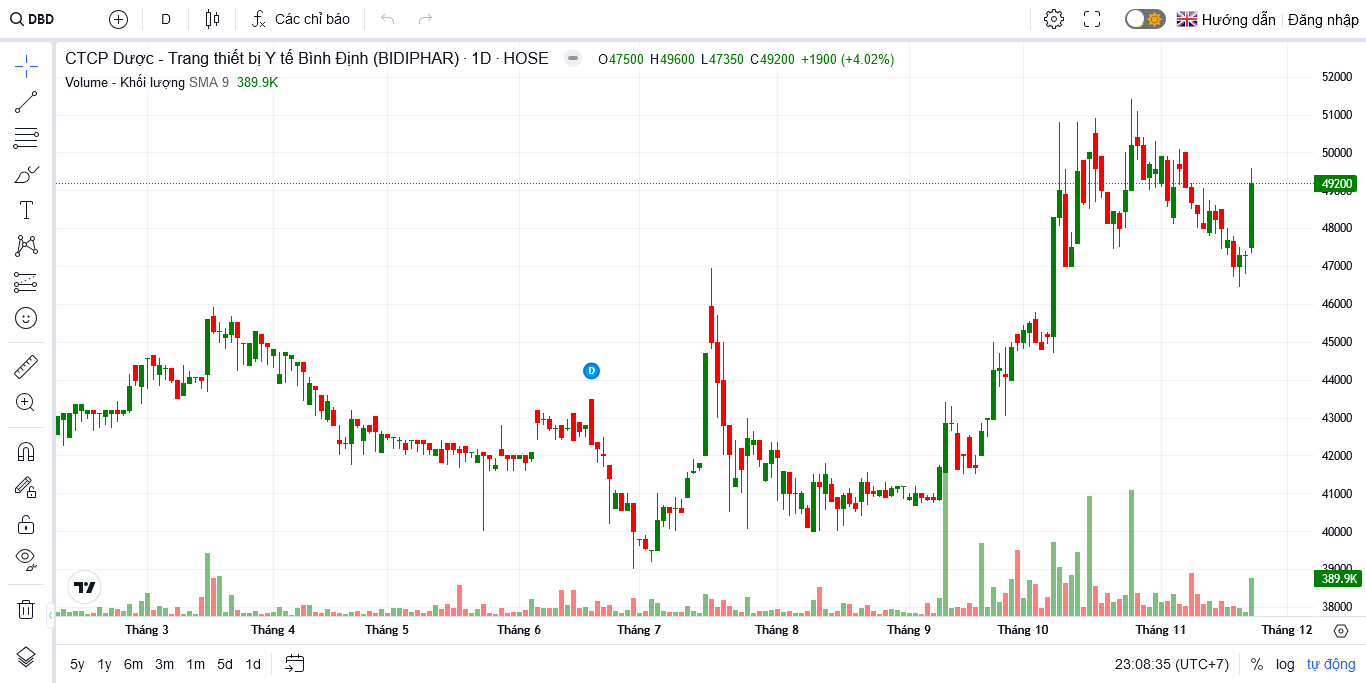 DBD D Các chỉ báo Hướng dẫn Đăng nhập
CTCP Dược - Trang thiết bị Y tế Bình Định (BIDIPHAR) · 1D · HOSE O47500 H49600 L47350 C49200 +1900 (+4.02%)
Volume - Khối lượng SMA 9 389.9K
52000
51000
50000
49200
49000
48000
47000
46000
45000
44000
D
43000
42000
41000
40000
39000
389.9K
38000
Tháng 3 Tháng 4 Tháng 5 Tháng 6 Tháng 7 Tháng 8 Tháng 9 Tháng 10 Tháng 11 Tháng 12
5y 1y 6m 3m 1m 5d 1d 23:08:35 (UTC+7) % log tự động